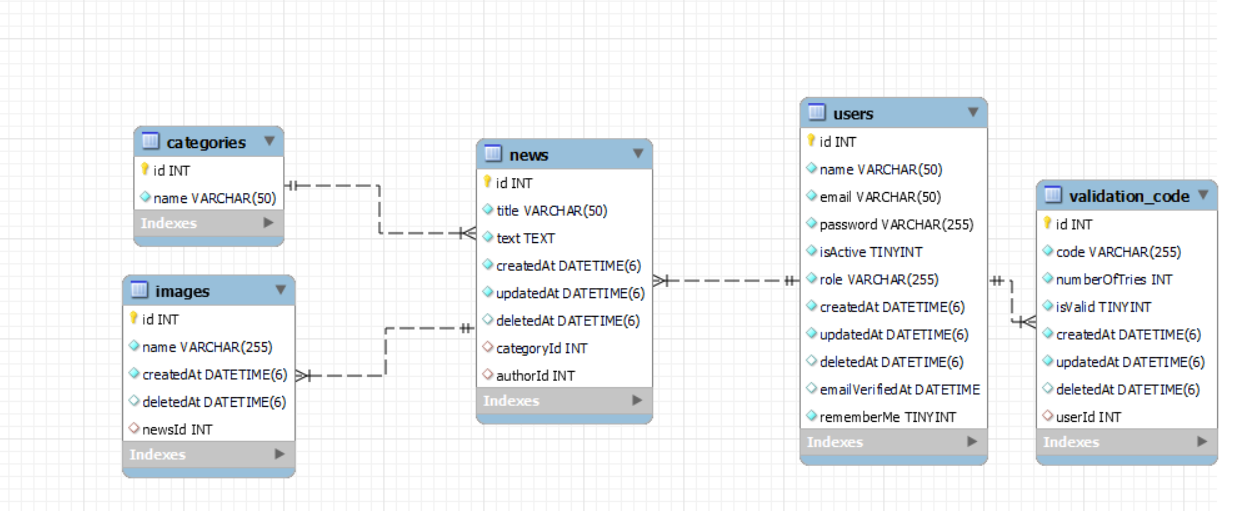 categories
id INT
name VARCHAR(50)
Indexes
images
id INT
name VARCHAR(255)
createdAt DATETIME(6)
deletedAt DATETIME(6)
newsId INT
Indexes
news
id INT
title VARCHAR(50)
text TEXT
createdAt DATETIME(6)
updatedAt DATETIME(6)
deletedAt DATETIME(6)
categoryId INT
authorId INT
Indexes
users
id INT
name VARCHAR(50)
email VARCHAR(50)
password VARCHAR(255)
isActive TINYINT
role VARCHAR(255)
createdAt DATETIME(6)
updatedAt DATETIME(6)
deletedAt DATETIME(6)
emailVerifiedAt DATETIME
rememberMe TINYINT
Indexes
validation_code
id INT
code VARCHAR(255)
numberOfTries INT
isValid TINYINT
createdAt DATETIME(6)
updatedAt DATETIME(6)
deletedAt DATETIME(6)
userId INT
Indexes